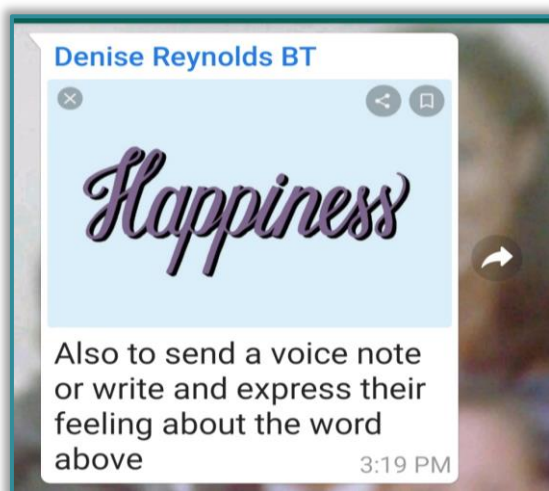 Denise Reynolds BT
Happiness
Also to send a voice note
or write and express their
feeling about the word
above
3:19 PM